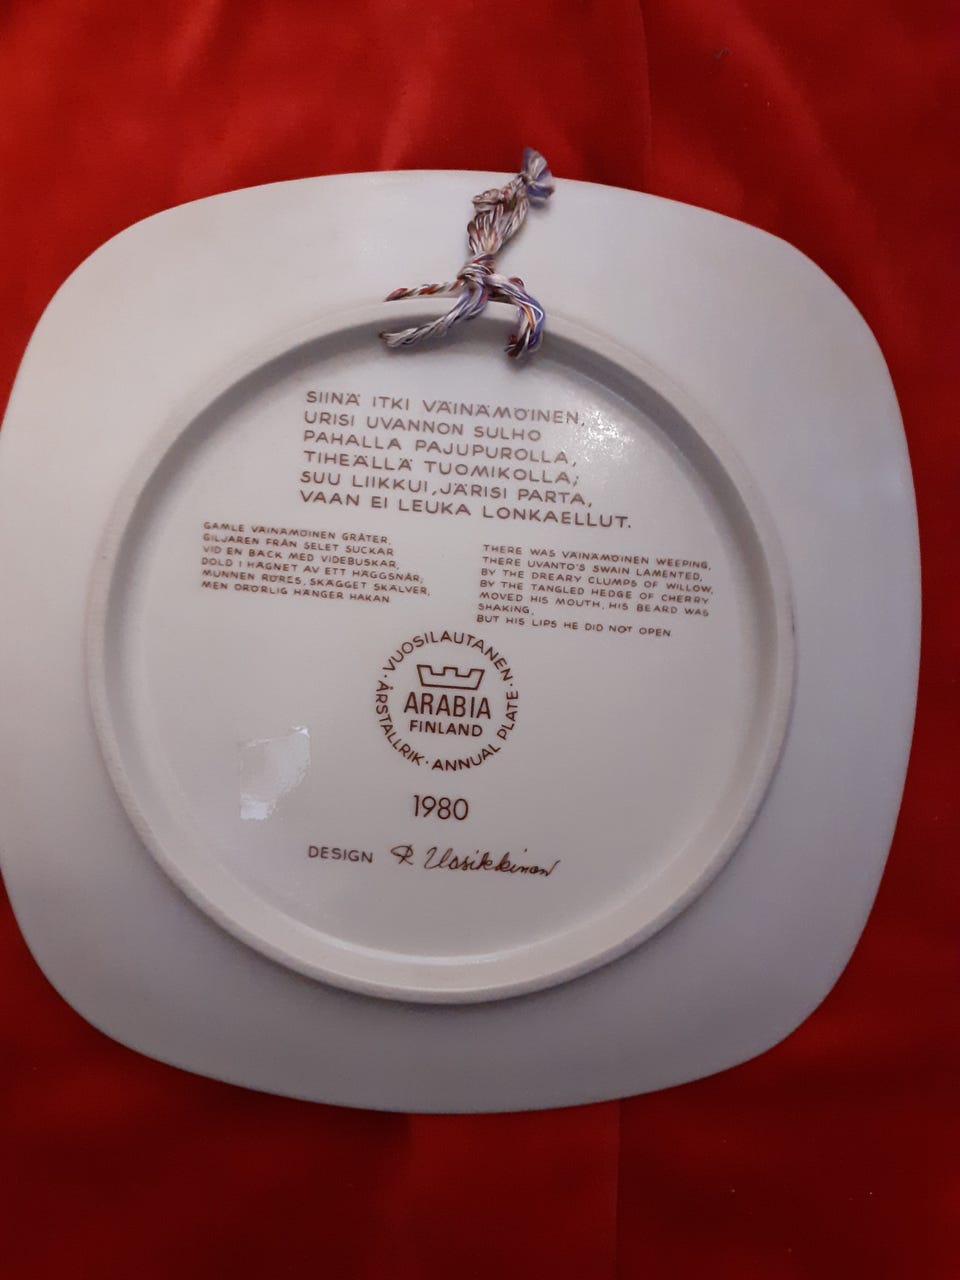 SIINÄ ITKI VÄINÄMÖINEN,
URISI UVANNON SULHO
PAHALLA PAJUPUROLLA,
TIHEÄLLÄ TUOMIKOLLA;
SUU LIIKKUI, JÄRISI PARTA,
VAAN EI LEUKA LONKAELLUT.
GAMLE VÄINÄMÖINEN GRÅTER,
GILJAREN FRÅN SELET SUCKAR
VID EN BÄCK MED VIDEBUSKAR,
DOLD I HÄGNET AV ETT HÄGGSNÅR;
MUNNEN RÖRES, SKÄGGET SKÄLVER,
MEN ORÖRLIG HÄNGER HAKAN.
THERE WAS VÄINÄMÖINEN WEEPING,
THERE UVANTO'S SWAIN LAMENTED,
BY THE DREARY CLUMPS OF WILLOW,
BY THE TANGLED HEDGE OF CHERRY
MOVED HIS MOUTH, HIS BEARD WAS
SHAKING,
BUT HIS LIPS HE DID NOT OPEN.
VUOSILAUTANEN · ANNUAL PLATE · ÅRSTALLRIK ·
ARABIA
FINLAND
1980
DESIGN R Uosikkinen